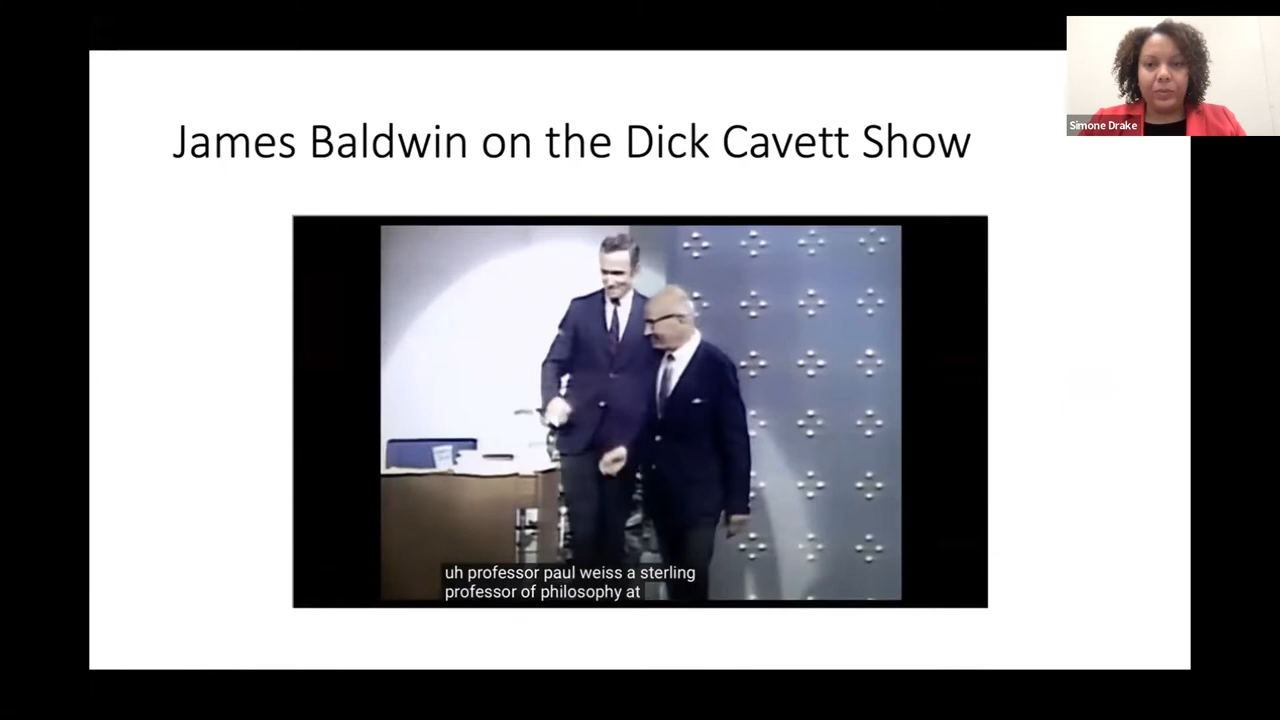 James Baldwin on the Dick Cavett Show
Simone Drake
uh professor paul weiss a sterling
professor of philosophy at